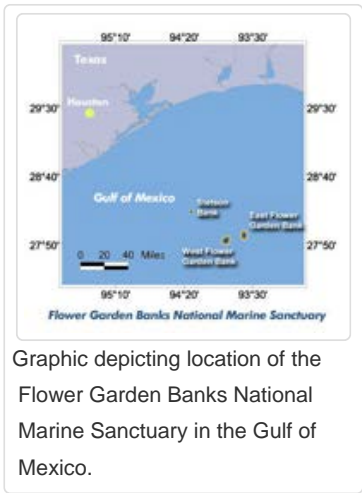 95°10' 94°20' 93°30'
Texas
Houston
29°30' 29°30'
28°40' 28°40'
Gulf of Mexico
Stetson
Bank
East Flower
Garden Bank
West Flower
Garden Bank
27°50' 27°50'
0 20 40 Miles
95°10' 94°20' 93°30'
Flower Garden Banks National Marine Sanctuary
Graphic depicting location of the
Flower Garden Banks National
Marine Sanctuary in the Gulf of
Mexico.